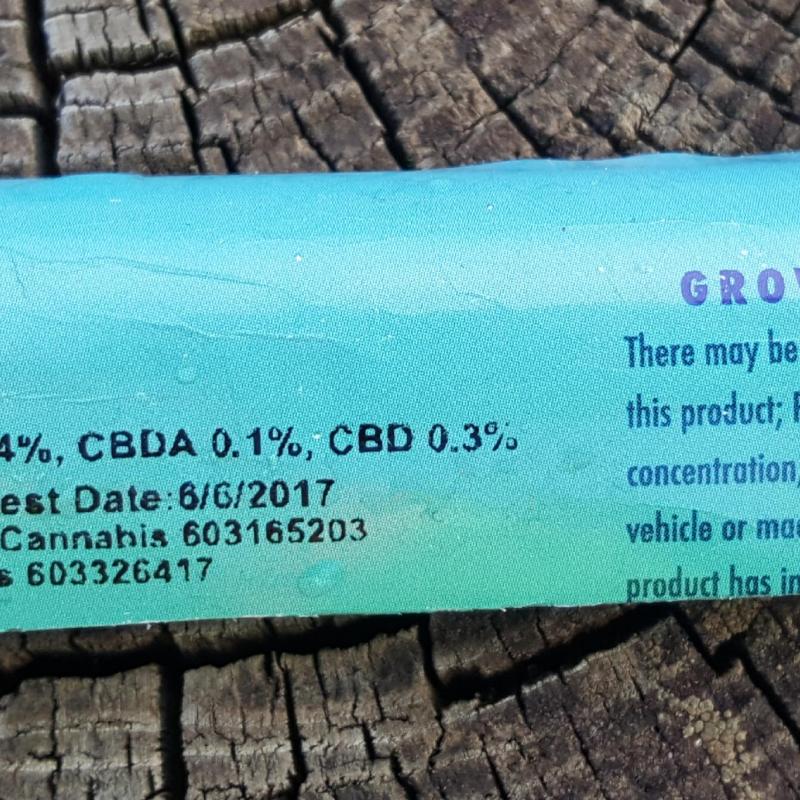 4%, CBDA 0.1%, CBD 0.3%
est Date:6/6/2017
Cannabis 603165203
s 603326417
GROW
There may be
this product;
concentration,
vehicle or mac
product has in